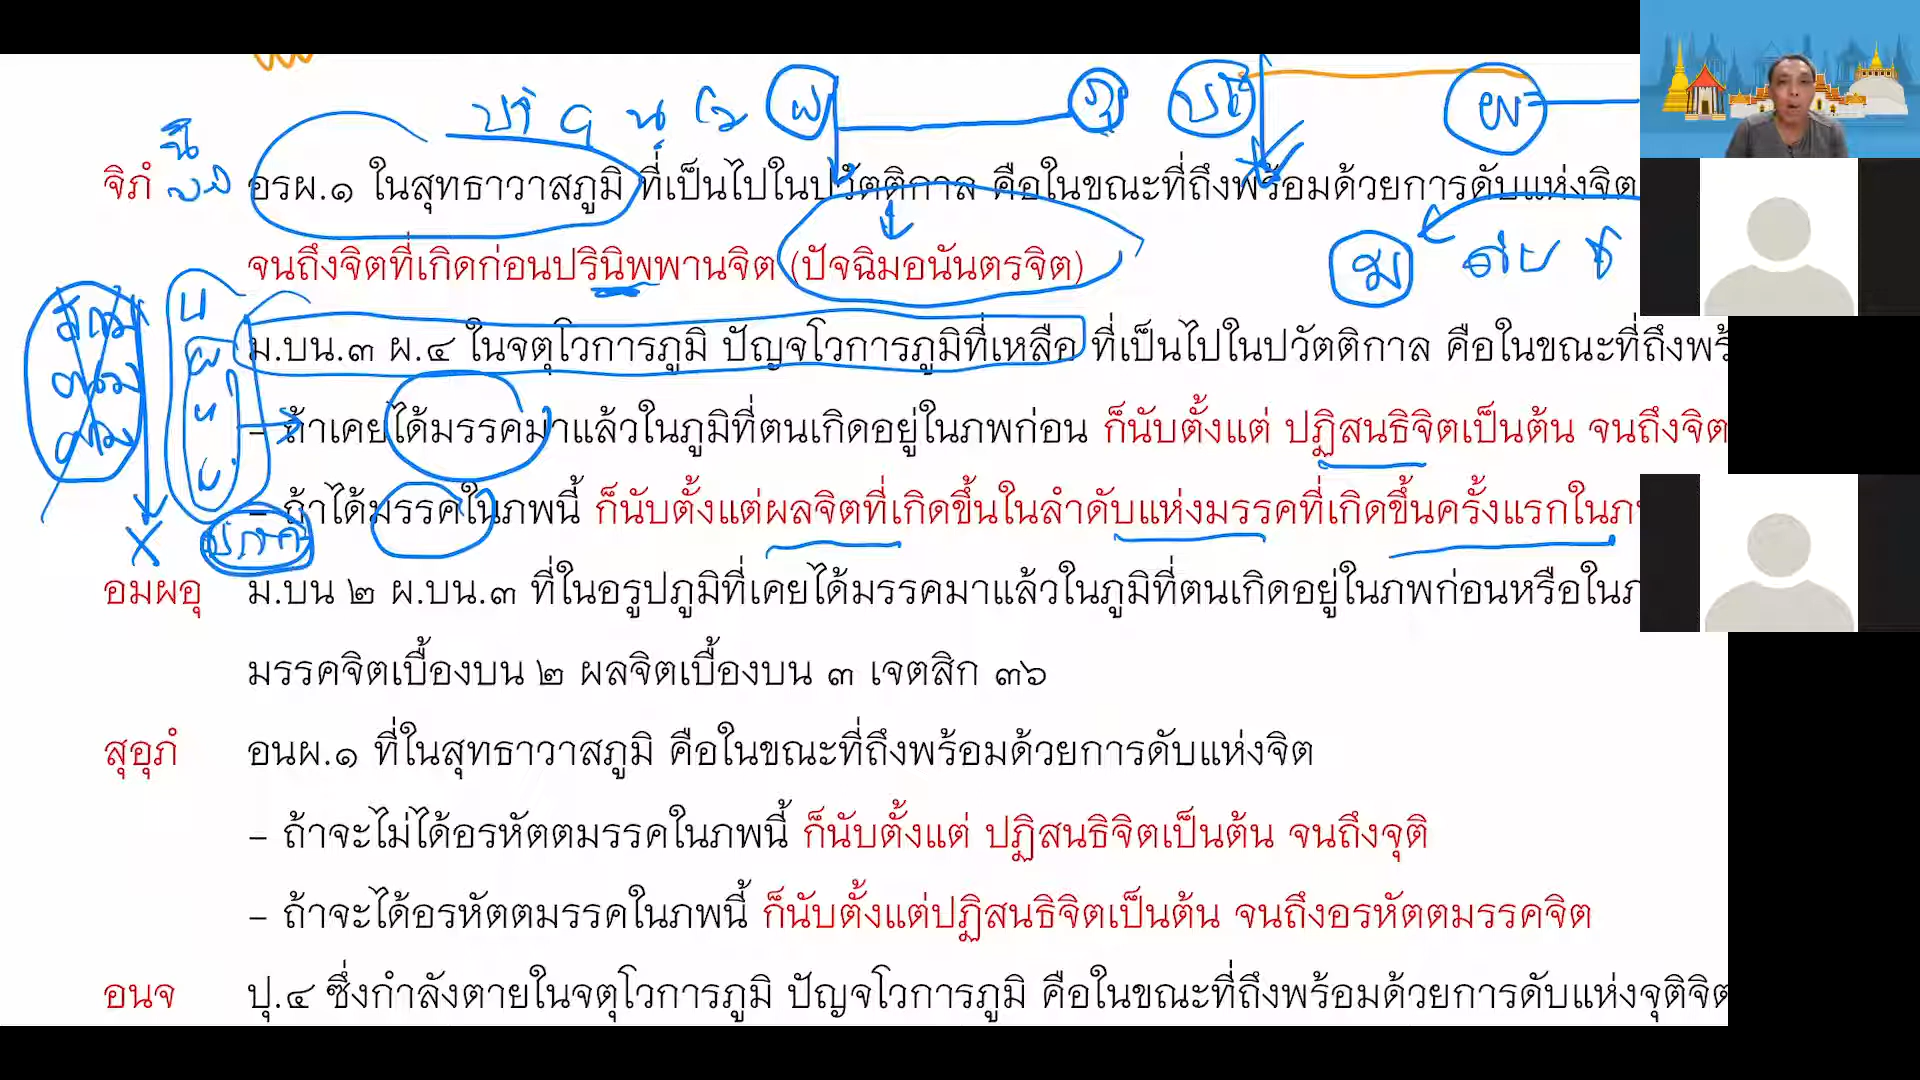 จิภํ อรผ.๑ ในสุทธาวาสภูมิ ที่เป็นไปในปวัตติกาล คือในขณะที่ถึงพร้อมด้วยการดับแห่งจิต
จนถึงจิตที่เกิดก่อนปรินิพพานจิต (ปัจฉิมอนันตรจิต)
ม.บน.๓ ผ.๔ ในจตุโวการภูมิ ปัญจโวการภูมิที่เหลือ ที่เป็นไปในปวัตติกาล คือในขณะที่ถึงพร้
– ถ้าเคยได้มรรคมาแล้วในภูมิที่ตนเกิดอยู่ในภพก่อน ก็นับตั้งแต่ ปฏิสนธิจิตเป็นต้น จนถึงจิต
– ถ้าได้มรรคในภพนี้ ก็นับตั้งแต่ผลจิตที่เกิดขึ้นในลำดับแห่งมรรคที่เกิดขึ้นครั้งแรกในภ
อมผอุ ม.บน ๒ ผ.บน.๓ ที่ในอรูปภูมิที่เคยได้มรรคมาแล้วในภูมิที่ตนเกิดอยู่ในภพก่อนหรือในภ
มรรคจิตเบื้องบน ๒ ผลจิตเบื้องบน ๓ เจตสิก ๓๖
สุอุภํ อนผ.๑ ที่ในสุทธาวาสภูมิ คือในขณะที่ถึงพร้อมด้วยการดับแห่งจิต
– ถ้าจะไม่ได้อรหัตตมรรคในภพนี้ ก็นับตั้งแต่ ปฏิสนธิจิตเป็นต้น จนถึงจุติ
– ถ้าจะได้อรหัตตมรรคในภพนี้ ก็นับตั้งแต่ปฏิสนธิจิตเป็นต้น จนถึงอรหัตตมรรคจิต
อนจ ปุ.๔ ซึ่งกำลังตายในจตุโวการภูมิ ปัญจโวการภูมิ คือในขณะที่ถึงพร้อมด้วยการดับแห่งจุติจิต